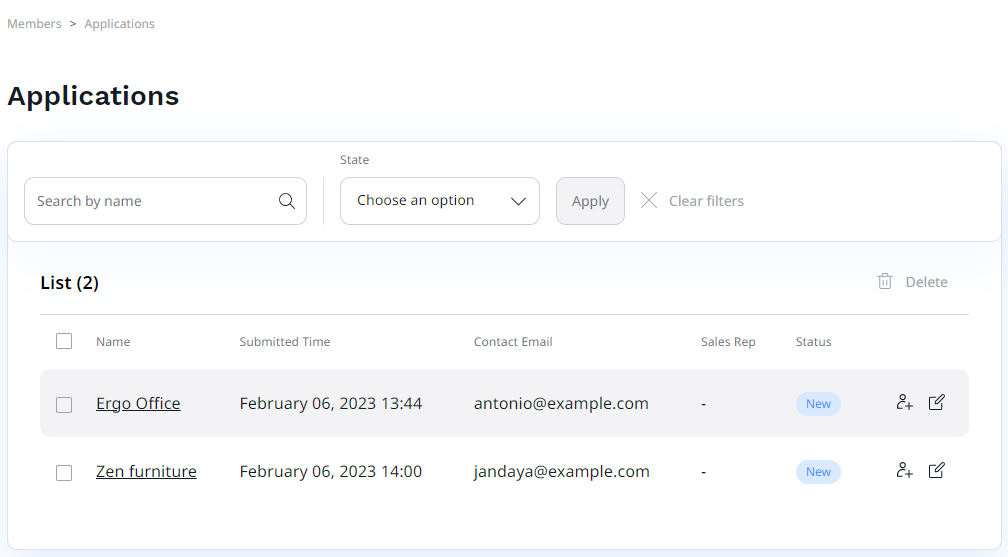 Members > Applications
Applications
State
Search by name Choose an option Apply Clear filters
List (2) Delete
Name Submitted Time Contact Email Sales Rep Status
Ergo Office February 06, 2023 13:44 antonio@example.com - New
Zen furniture February 06, 2023 14:00 jandaya@example.com - New